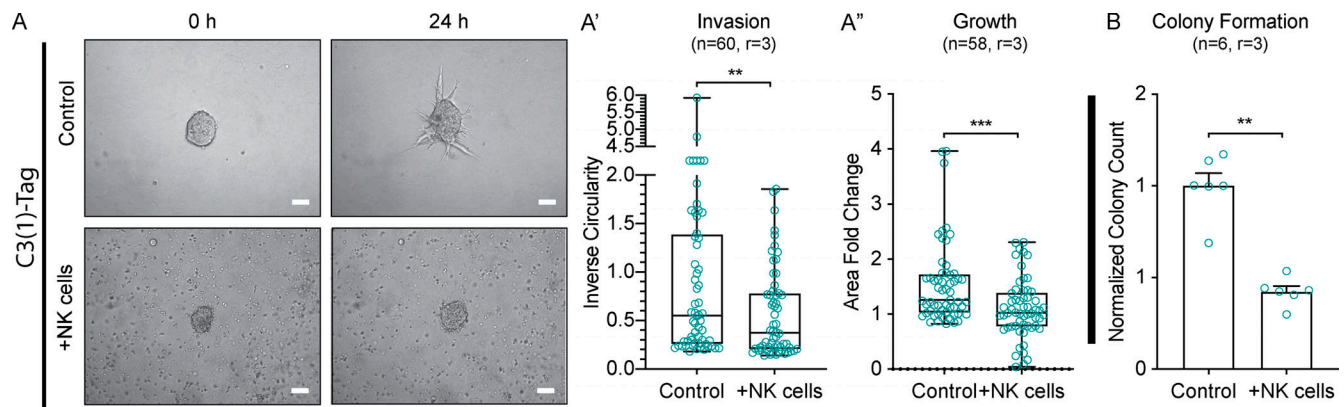 A
0 h
24 h
C3(1)-Tag
Control
+NK cells
A'
Invasion
(n=60, r=3)
**
Inverse Circularity
6.0
5.5
5.0
4.5
2.0
1.5
1.0
0.5
0.0
Control
+NK cells
A"
Growth
(n=58, r=3)
***
Area Fold Change
5
4
3
2
1
0
Control
+NK cells
B
Colony Formation
(n=6, r=3)
**
Normalized Colony Count
2
1
1
0
Control
+NK cells